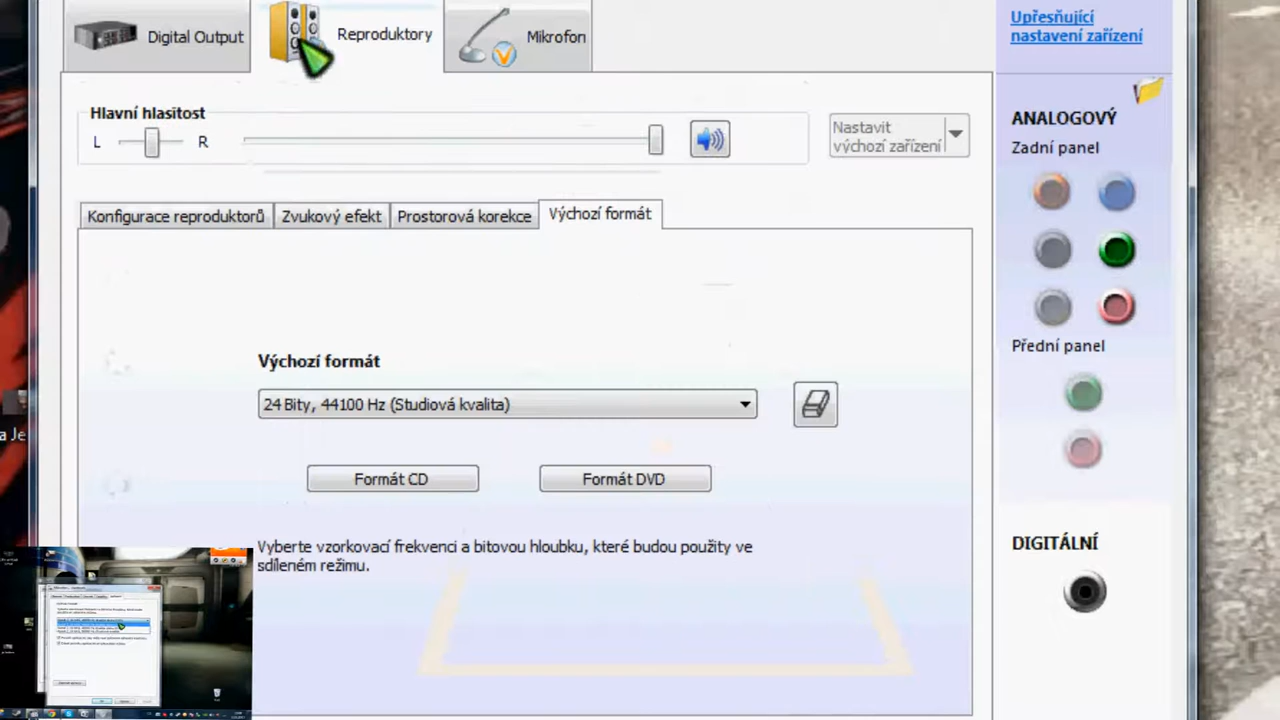 Digital Output
Reproduktory
Mikrofon
Upřesňující
nastavení zařízení
Hlavní hlasitost
L
R
Nastavit
výchozí zařízení
ANALOGOVÝ
Zadní panel
Konfigurace reproduktorů
Zvukový efekt
Prostorová korekce
Výchozí formát
Výchozí formát
24 Bity, 44100 Hz (Studiová kvalita)
Formát CD
Formát DVD
Přední panel
Vyberte vzorkovací frekvenci a bitovou hloubku, které budou použity ve
sdíleném režimu.
DIGITÁLNÍ